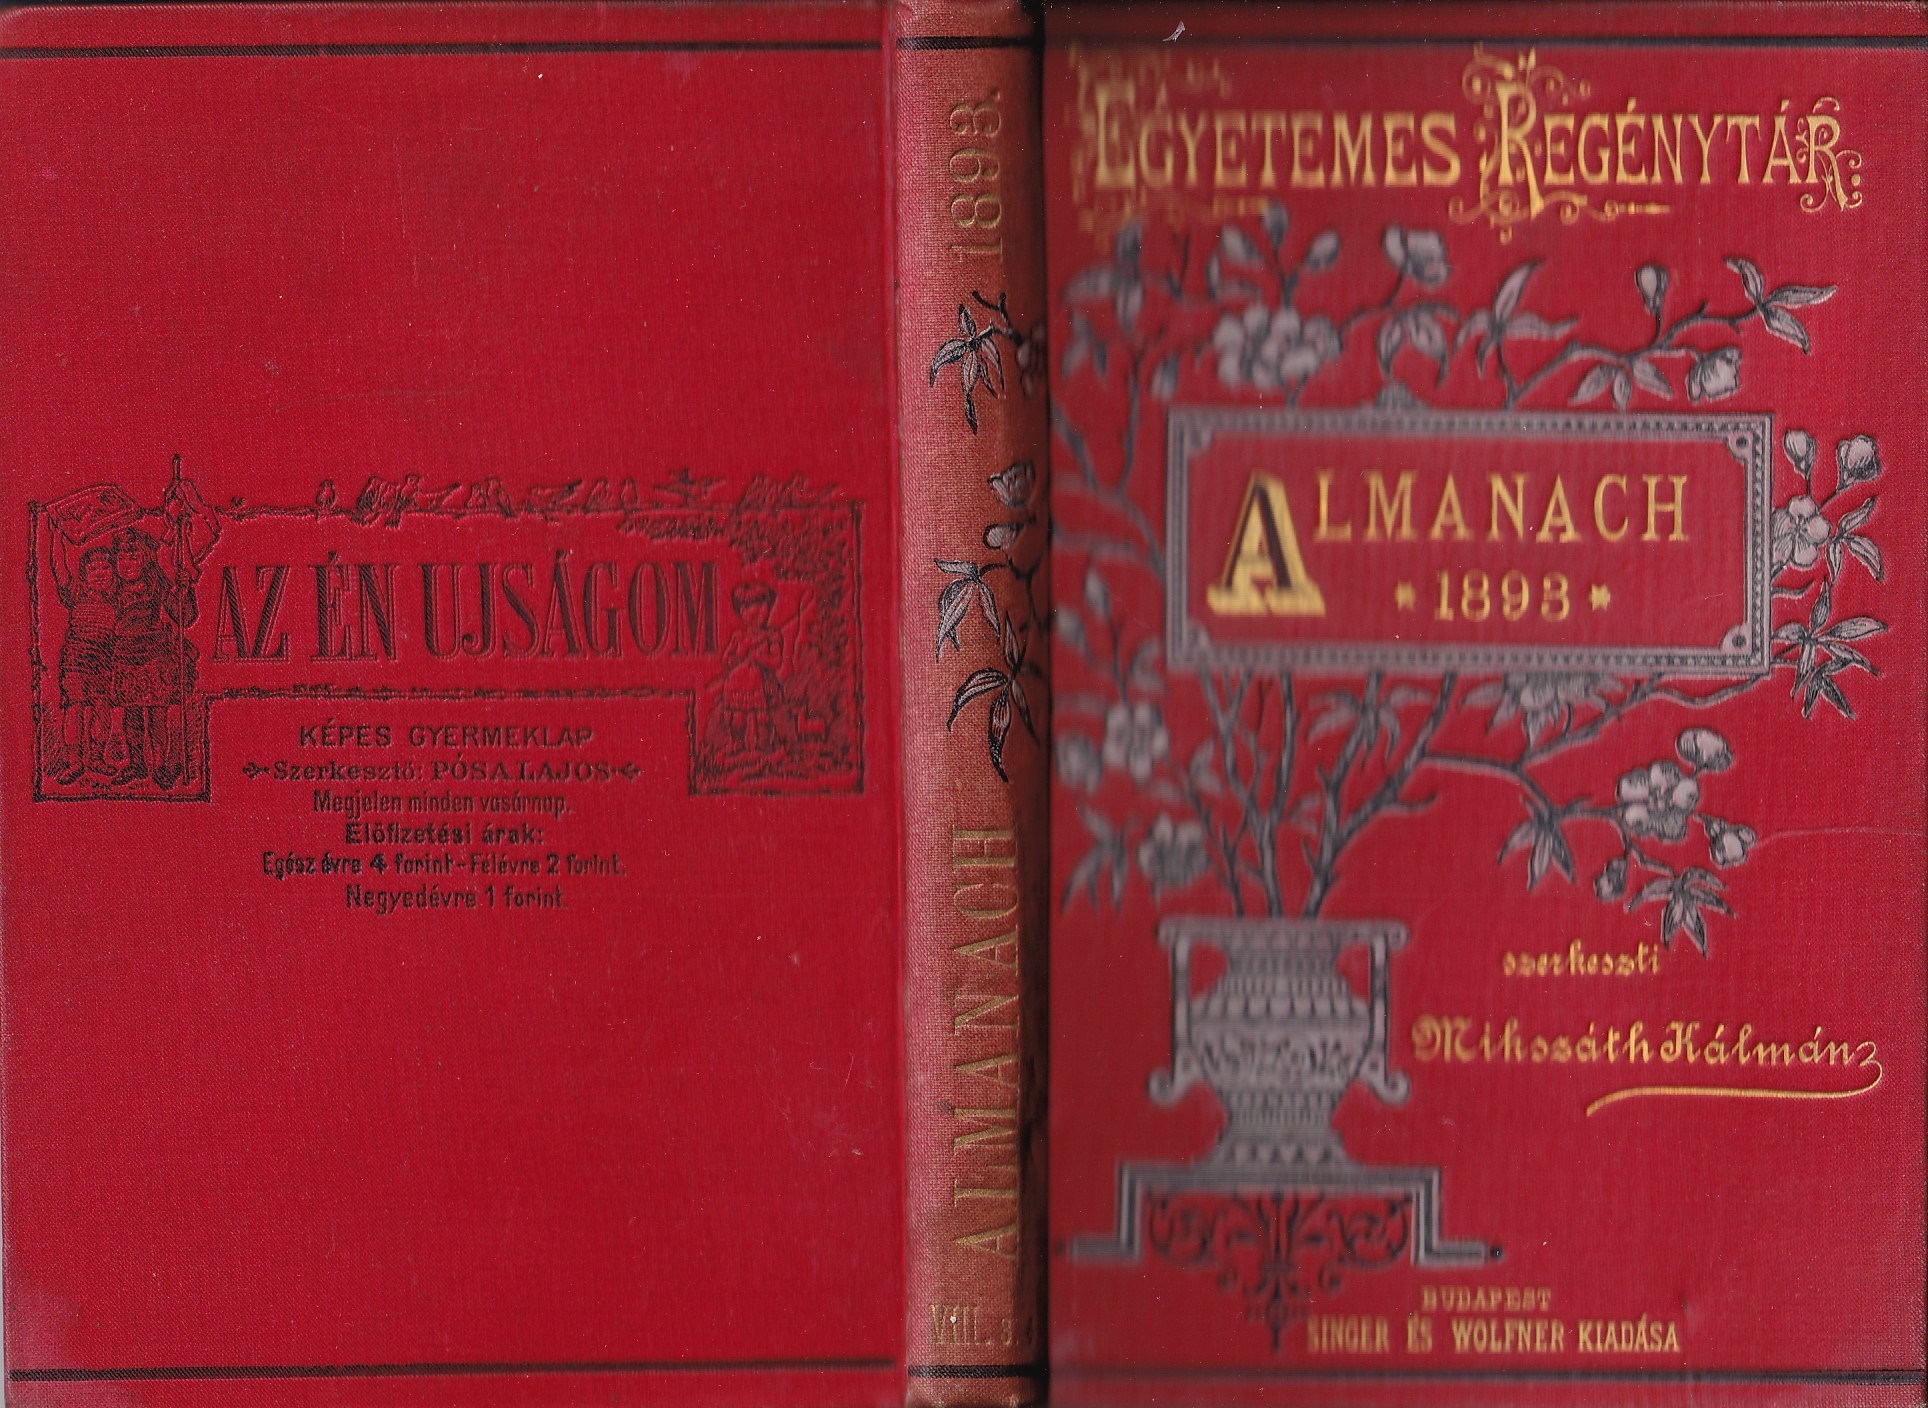 AZ ÉN UJSÁGOM
KÉPES GYERMEKLAP
Szerkesztő: PÓSA LAJOS
Megjelen minden vasárnap.
Előfizetési árak:
Egész évre 4 forint - Félévre 2 forint.
Negyedévre 1 forint.
1893.
ALMANACH
VIII.
EGYETEMES REGÉNYTÁR.
ALMANACH
* 1893 *
szerkeszti
Mikszáth Kálmán
BUDAPEST
SINGER ÉS WOLFNER KIADÁSA